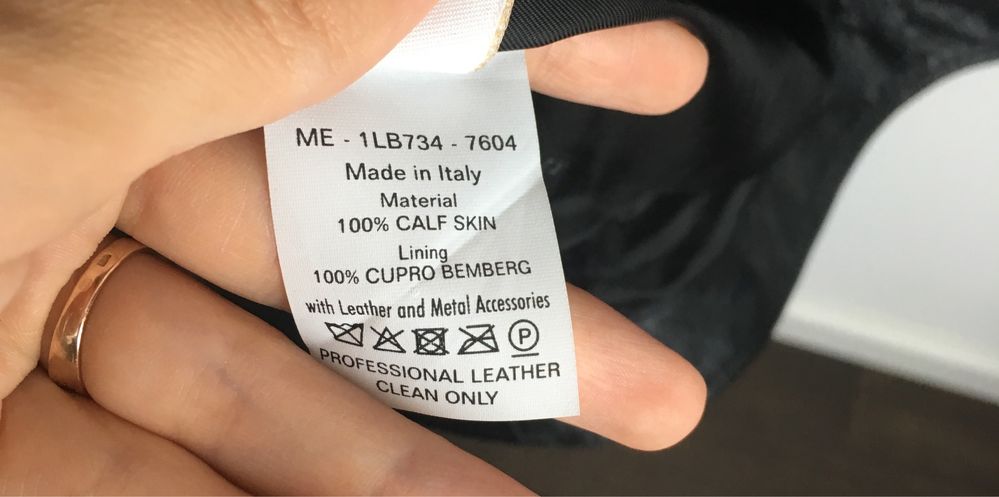 ME - 1LB734 - 7604
Made in Italy
Material
100% CALF SKIN
Lining
100% CUPRO BEMBERG
with Leather and Metal Accessories
P
PROFESSIONAL LEATHER
CLEAN ONLY